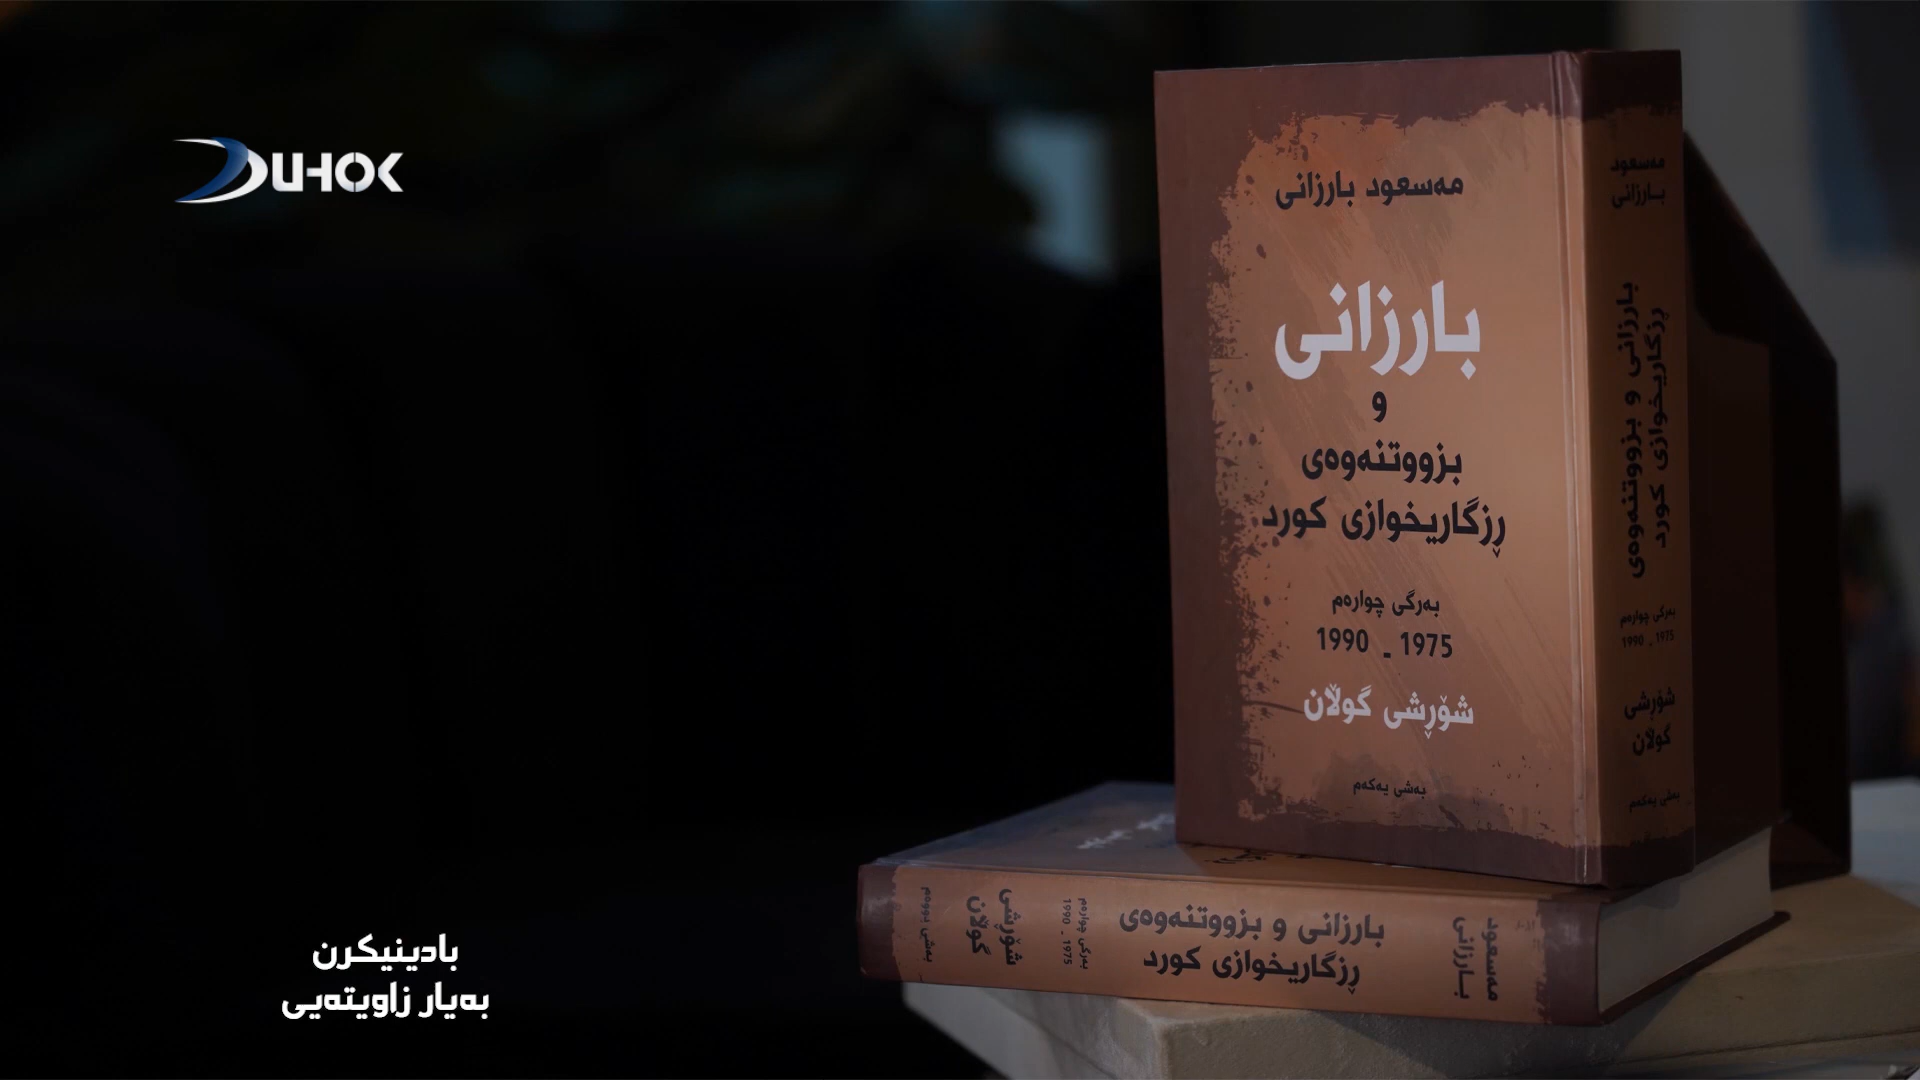 DUHOK
مەسعود بارزانی
بارزانی
و
بزووتنەوەی
ڕزگاریخوازی کورد
بەرگی چوارەم
1975 ـ 1990
شۆڕشی گوڵان
بەشی یەکەم
مەسعود
بارزانی
بارزانی و بزووتنەوەی
ڕزگاریخوازی کورد
بەرگی چوارەم
1975 ـ 1990
شۆڕشی
گوڵان
بەشی یەکەم
مەسعود
بارزانی
بارزانی و بزووتنەوەی
ڕزگاریخوازی کورد
بەرگی چوارەم
1975 ـ 1990
شۆڕشی
گوڵان
بەشی دووەم
بادینیکرن
بەیار زاویتەیی